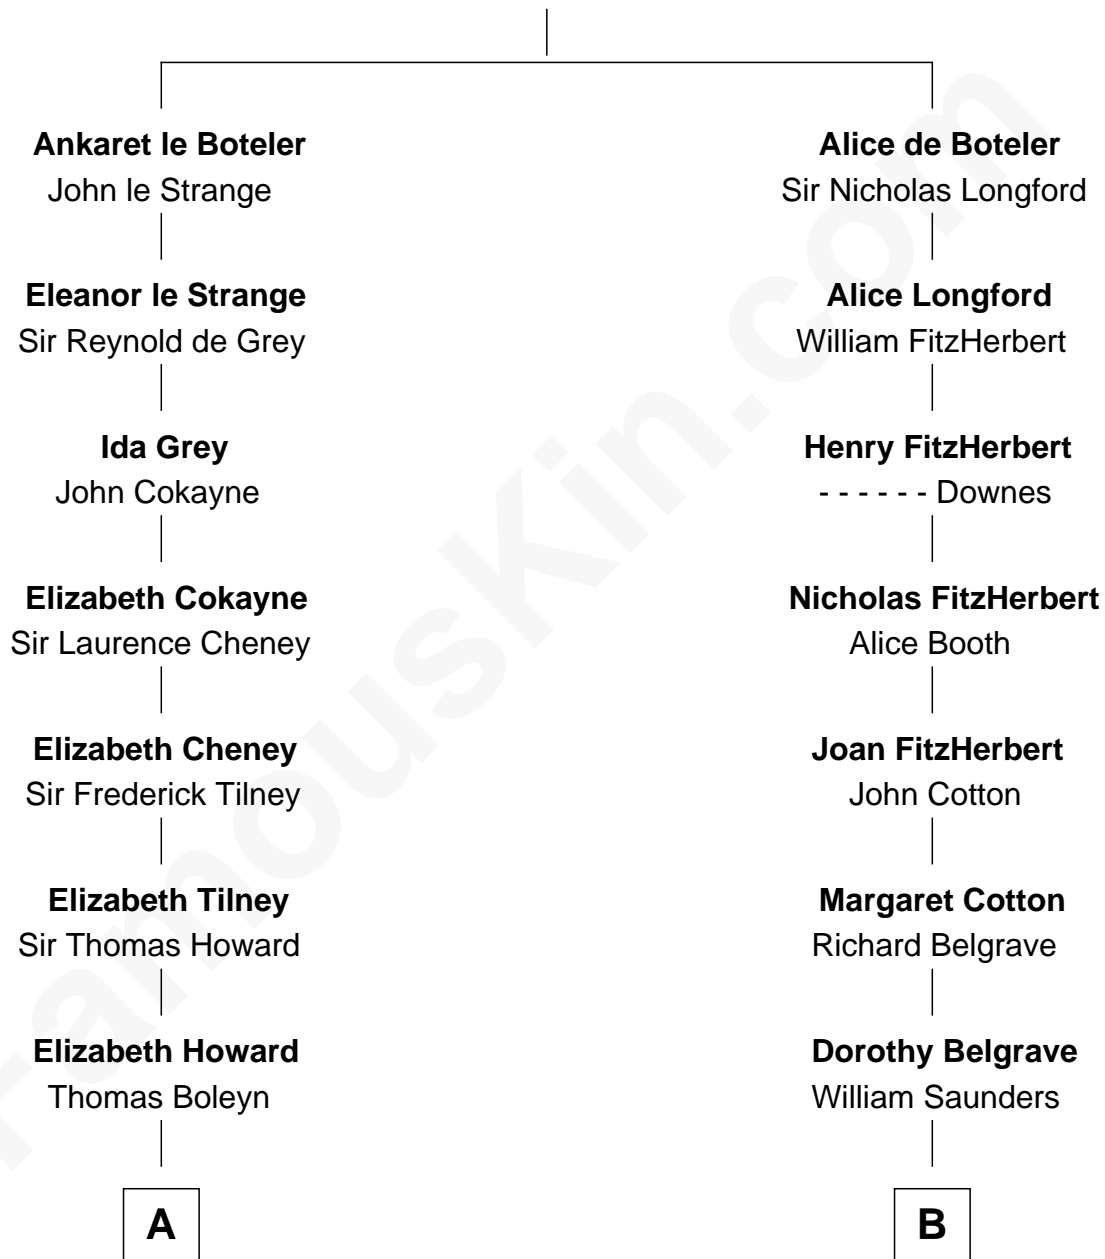 Ankaret le Boteler
John le Strange
Alice de Boteler
Sir Nicholas Longford
Eleanor le Strange
Sir Reynold de Grey
Alice Longford
William FitzHerbert
Ida Grey
John Cokayne
Henry FitzHerbert
- - - - - - Downes
Elizabeth Cokayne
Sir Laurence Cheney
Nicholas FitzHerbert
Alice Booth
Elizabeth Cheney
Sir Frederick Tilney
Joan FitzHerbert
John Cotton
Elizabeth Tilney
Sir Thomas Howard
Margaret Cotton
Richard Belgrave
Elizabeth Howard
Thomas Boleyn
Dorothy Belgrave
William Saunders
A
B
FamousKin.com